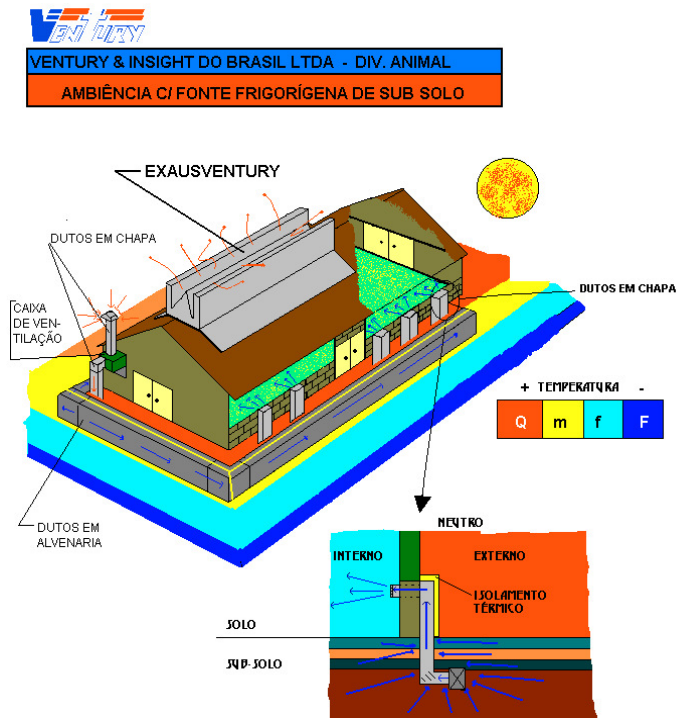 VENTURY
VENTURY & INSIGHT DO BRASIL LTDA - DIV. ANIMAL
AMBIÊNCIA C/ FONTE FRIGORÍGENA DE SUB SOLO
EXAUSVENTURY
DUTOS EM CHAPA
CAIXA
DE VEN-
TILAÇÃO
DUTOS EM CHAPA
+ TEMPERATURA -
Q m f F
DUTOS EM
ALVENARIA
NEUTRO
INTERNO
EXTERNO
ISOLAMENTO
TÉRMICO
SOLO
SUB-SOLO